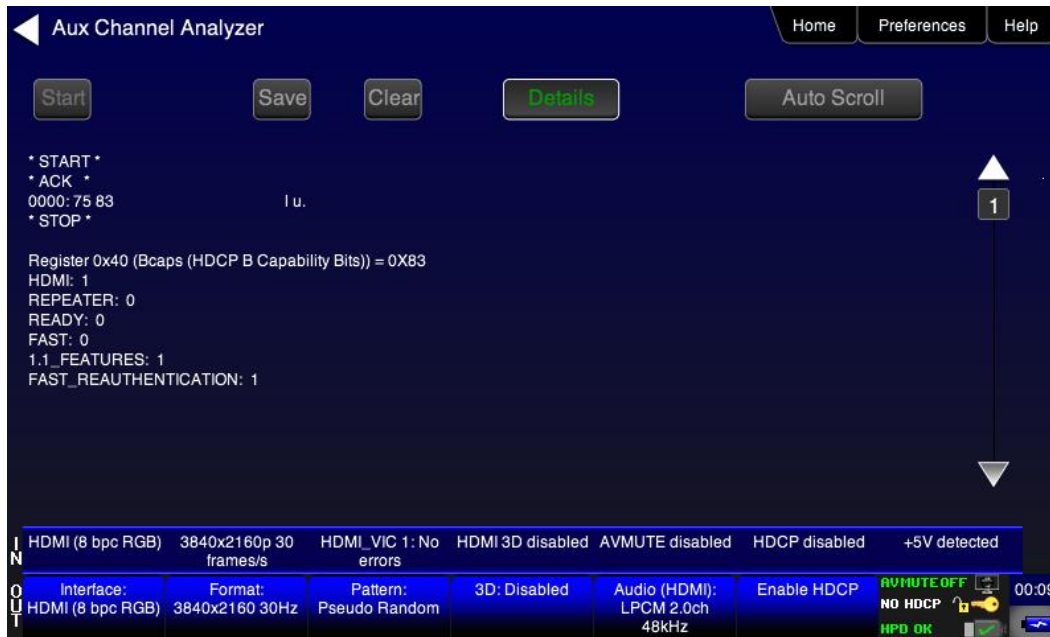 Aux Channel Analyzer
Home
Preferences
Help
Start
Save
Clear
Details
Auto Scroll
* START *
* ACK *
0000: 75 83 l u.
* STOP *
1
Register 0x40 (Bcaps (HDCP B Capability Bits)) = 0X83
HDMI: 1
REPEATER: 0
READY: 0
FAST: 0
1.1_FEATURES: 1
FAST_REAUTHENTICATION: 1
IN
HDMI (8 bpc RGB)
3840x2160p 30
frames/s
HDMI_VIC 1: No
errors
HDMI 3D disabled
AVMUTE disabled
HDCP disabled
+5V detected
OUT
Interface:
HDMI (8 bpc RGB)
Format:
3840x2160 30Hz
Pattern:
Pseudo Random
3D: Disabled
Audio (HDMI):
LPCM 2.0ch
48kHz
Enable HDCP
AVMUTE OFF
NO HDCP
HPD OK
00:09